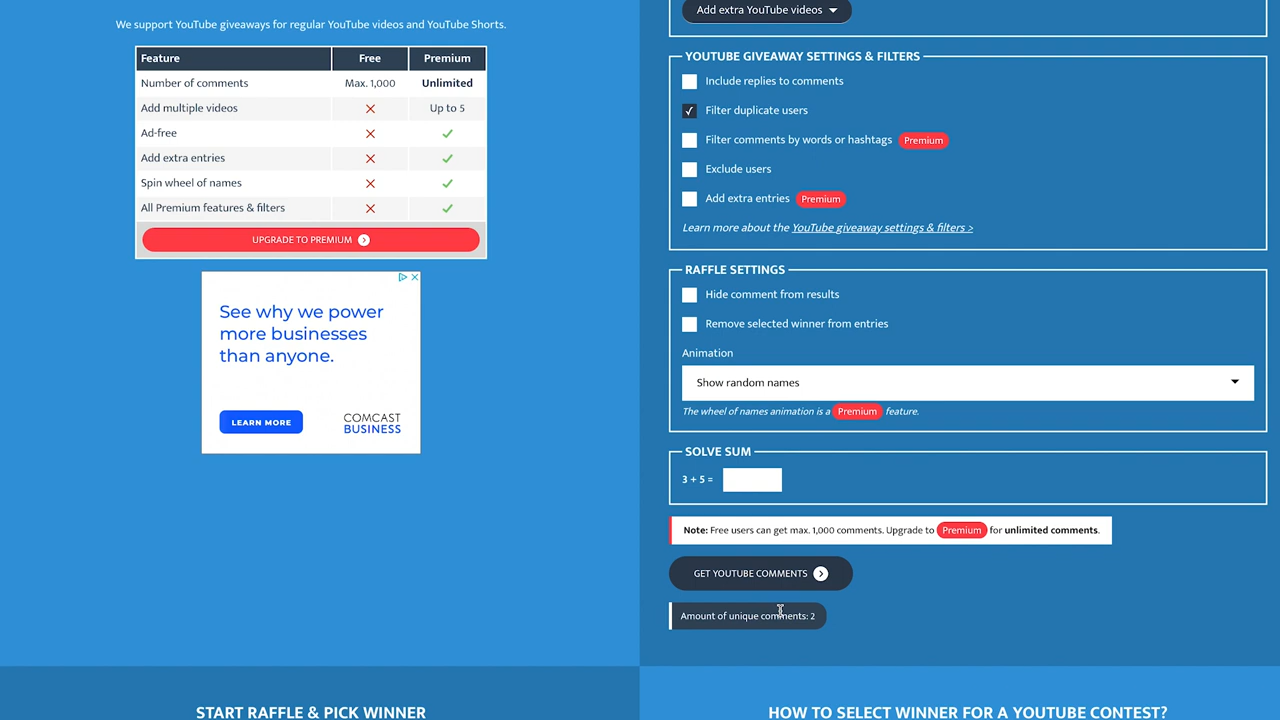 We support YouTube giveaways for regular YouTube videos and YouTube Shorts.
Feature Free Premium
Number of comments Max. 1,000 Unlimited
Add multiple videos Up to 5
Ad-free
Add extra entries
Spin wheel of names
All Premium features & filters
UPGRADE TO PREMIUM
See why we power
more businesses
than anyone.
LEARN MORE
COMCAST
BUSINESS
START RAFFLE & PICK WINNER
Add extra YouTube videos
YOUTUBE GIVEAWAY SETTINGS & FILTERS
Include replies to comments
Filter duplicate users
Filter comments by words or hashtags Premium
Exclude users
Add extra entries Premium
Learn more about the YouTube giveaway settings & filters >
RAFFLE SETTINGS
Hide comment from results
Remove selected winner from entries
Animation
Show random names
The wheel of names animation is a Premium feature.
SOLVE SUM
3 + 5 =
Note: Free users can get max. 1,000 comments. Upgrade to Premium for unlimited comments.
GET YOUTUBE COMMENTS
Amount of unique comments: 2
HOW TO SELECT WINNER FOR A YOUTUBE CONTEST?